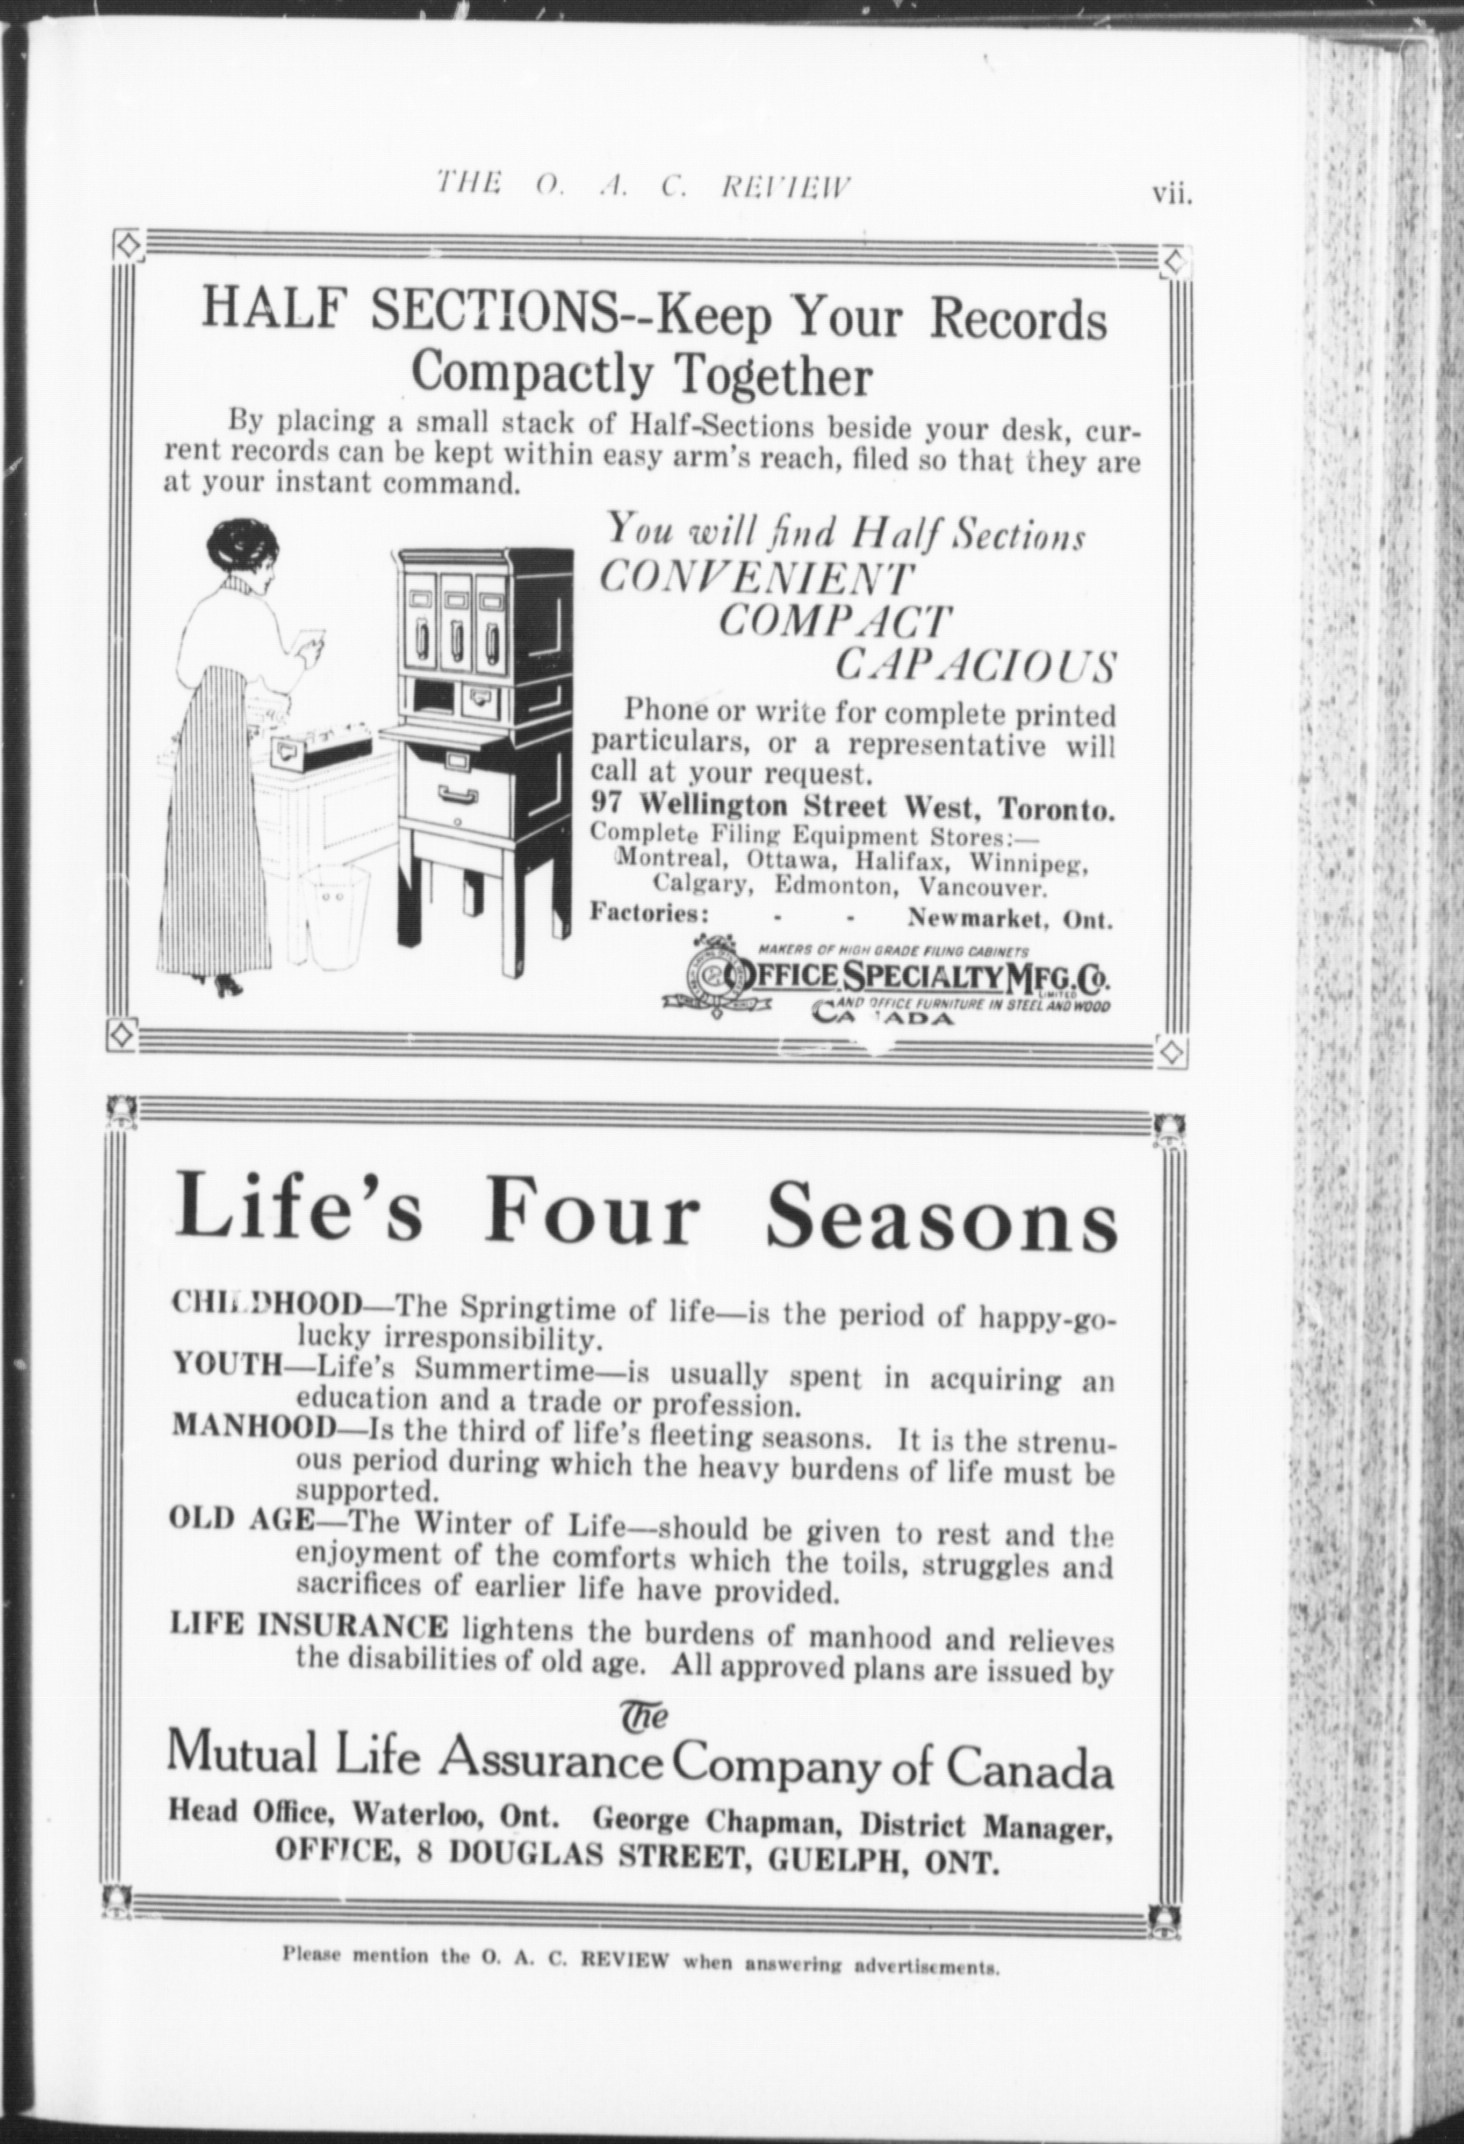 THE O. A. C. REVIEW vii.
HALF SECTIONS--Keep Your Records
Compactly Together
By placing a small stack of Half-Sections beside your desk, cur-
rent records can be kept within easy arm's reach, filed so that they are
at your instant command.
You will find Half Sections
CONVENIENT
COMPACT
CAPACIOUS
Phone or write for complete printed
particulars, or a representative will
call at your request.
97 Wellington Street West, Toronto.
Complete Filing Equipment Stores:—
Montreal, Ottawa, Halifax, Winnipeg,
Calgary, Edmonton, Vancouver.
Factories: - - Newmarket, Ont.
MAKERS OF HIGH GRADE FILING CABINETS
OFFICE SPECIALTY MFG. CO.
LIMITED
AND OFFICE FURNITURE IN STEEL AND WOOD
CANADA
Life's Four Seasons
CHILDHOOD—The Springtime of life—is the period of happy-go-
lucky irresponsibility.
YOUTH—Life's Summertime—is usually spent in acquiring an
education and a trade or profession.
MANHOOD—Is the third of life's fleeting seasons. It is the strenu-
ous period during which the heavy burdens of life must be
supported.
OLD AGE—The Winter of Life—should be given to rest and the
enjoyment of the comforts which the toils, struggles and
sacrifices of earlier life have provided.
LIFE INSURANCE lightens the burdens of manhood and relieves
the disabilities of old age. All approved plans are issued by
The
Mutual Life Assurance Company of Canada
Head Office, Waterloo, Ont. George Chapman, District Manager,
OFFICE, 8 DOUGLAS STREET, GUELPH, ONT.
Please mention the O. A. C. REVIEW when answering advertisements.